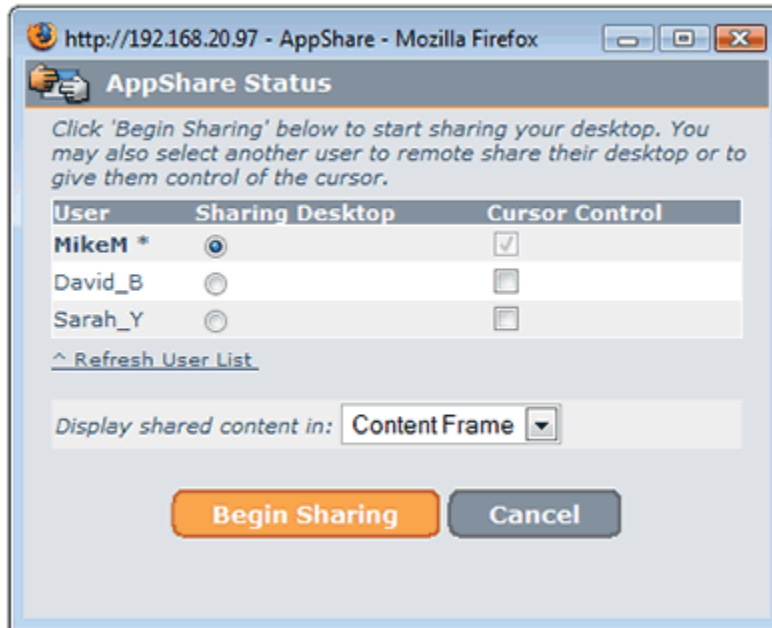 http://192.168.20.97 - AppShare - Mozilla Firefox
AppShare Status
Click 'Begin Sharing' below to start sharing your desktop. You
may also select another user to remote share their desktop or to
give them control of the cursor.
User Sharing Desktop Cursor Control
MikeM *
David_B
Sarah_Y
^ Refresh User List
Display shared content in: Content Frame
Begin Sharing Cancel